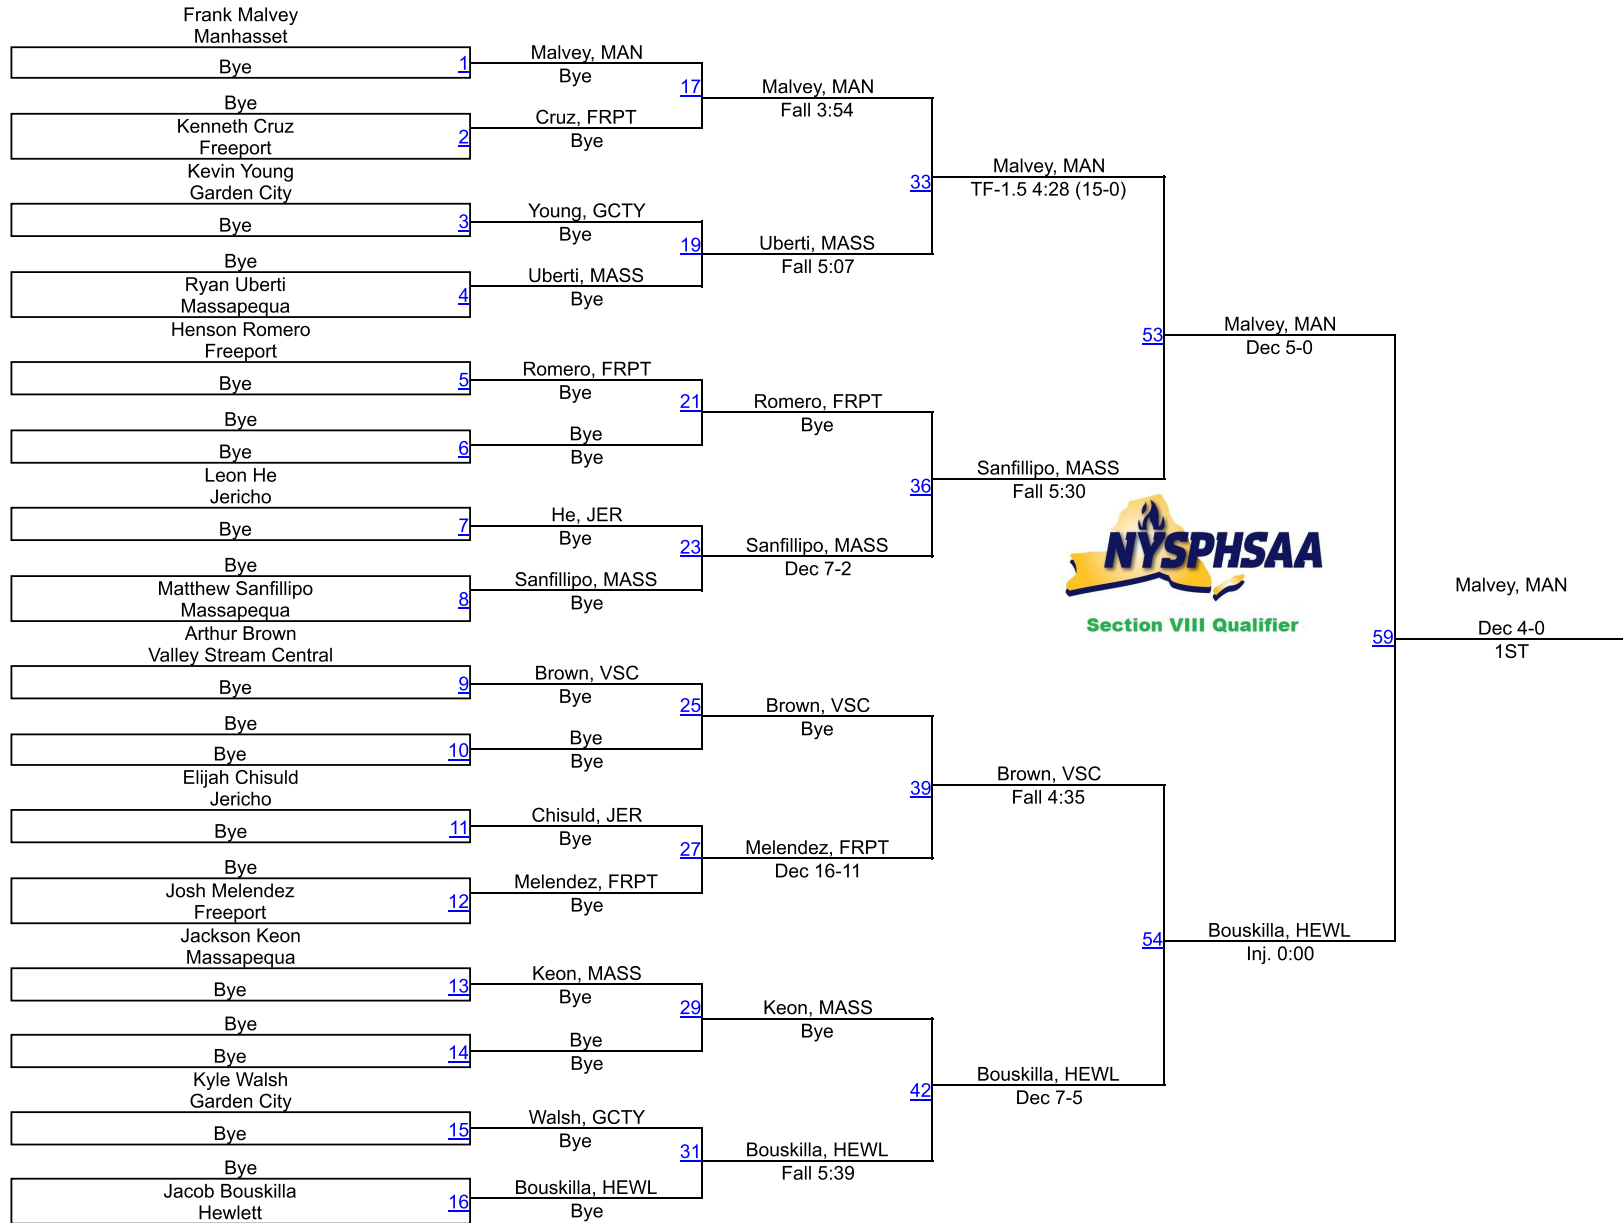 Frank Malvey
Manhasset
Bye
1
Bye
Kenneth Cruz
Freeport
2
Kevin Young
Garden City
Bye
3
Bye
Ryan Uberti
Massapequa
4
Henson Romero
Freeport
Bye
5
Bye
Bye
6
Leon He
Jericho
Bye
7
Bye
Matthew Sanfillipo
Massapequa
8
Arthur Brown
Valley Stream Central
Bye
9
Bye
Bye
10
Elijah Chisuld
Jericho
Bye
11
Bye
Josh Melendez
Freeport
12
Jackson Keon
Massapequa
Bye
13
Bye
Bye
14
Kyle Walsh
Garden City
Bye
15
Bye
Jacob Bouskilla
Hewlett
16
Malvey, MAN
Bye
17
Cruz, FRPT
Bye
Young, GCTY
Bye
19
Uberti, MASS
Bye
Romero, FRPT
Bye
21
Bye
Bye
He, JER
Bye
23
Sanfillipo, MASS
Bye
Brown, VSC
Bye
25
Bye
Bye
Chisuld, JER
Bye
27
Melendez, FRPT
Bye
Keon, MASS
Bye
29
Bye
Bye
Walsh, GCTY
Bye
31
Bouskilla, HEWL
Bye
Malvey, MAN
Fall 3:54
33
Uberti, MASS
Fall 5:07
Romero, FRPT
Bye
36
Sanfillipo, MASS
Dec 7-2
Brown, VSC
Bye
39
Melendez, FRPT
Dec 16-11
Keon, MASS
Bye
42
Bouskilla, HEWL
Fall 5:39
Malvey, MAN
TF-1.5 4:28 (15-0)
53
Sanfillipo, MASS
Fall 5:30
Brown, VSC
Fall 4:35
54
Bouskilla, HEWL
Dec 7-5
Malvey, MAN
Dec 5-0
NYSPHSAA
Section VIII Qualifier
59
Bouskilla, HEWL
Inj. 0:00
Malvey, MAN
Dec 4-0
1ST